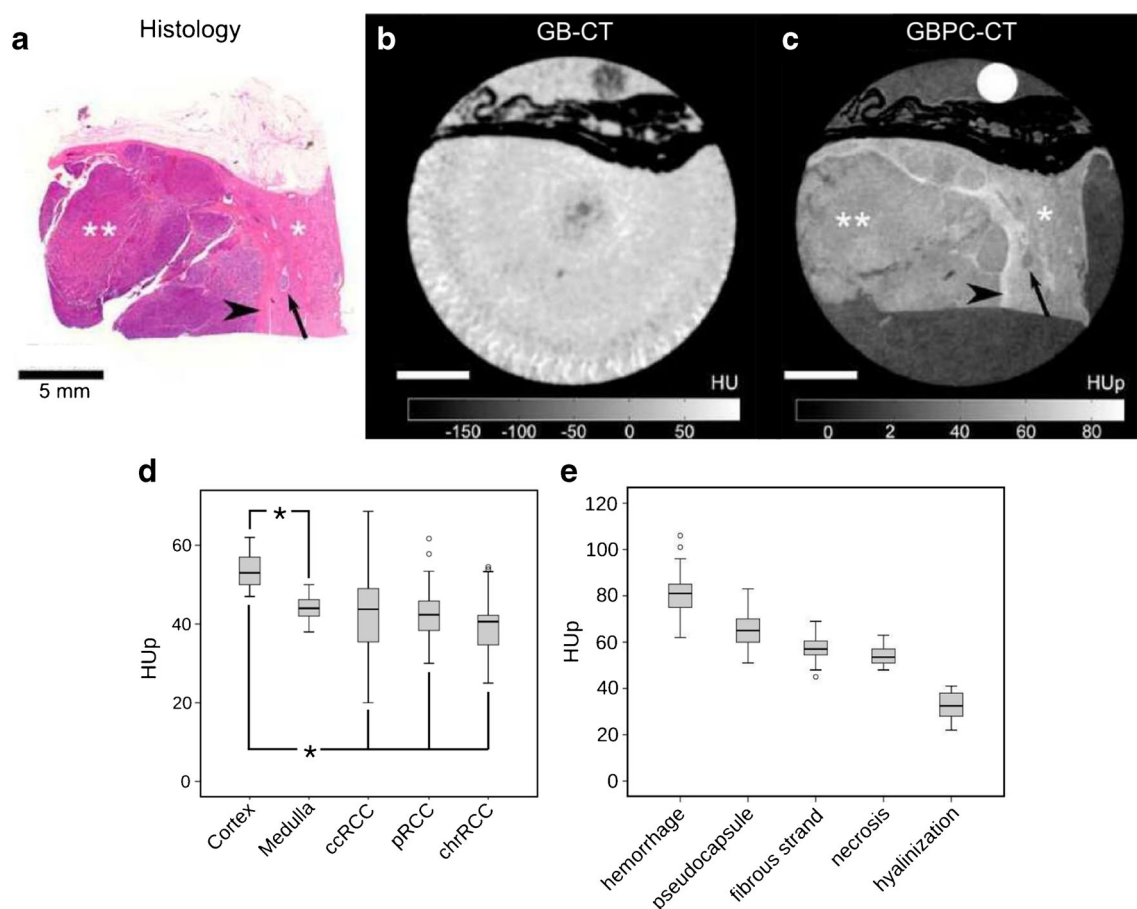 a
Histology
**
*
5 mm
b
GB-CT
HU
-150 -100 -50 0 50
c
GBPC-CT
**
*
HUp
0 20 40 60 80
d
HUp
60
40
20
0
*
*
Cortex
Medulla
ccRCC
pRCC
chrRCC
e
HUp
120
100
80
60
40
20
0
hemorrhage
pseudocapsule
fibrous strand
necrosis
hyalinization